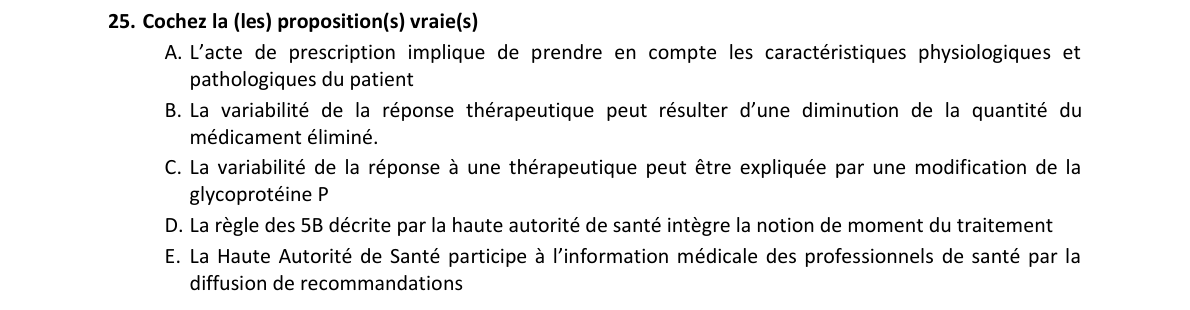 25. Cochez la (les) proposition(s) vraie(s)
A. L’acte de prescription implique de prendre en compte les caractéristiques physiologiques et
pathologiques du patient
B. La variabilité de la réponse thérapeutique peut résulter d’une diminution de la quantité du
médicament éliminé.
C. La variabilité de la réponse à une thérapeutique peut être expliquée par une modification de la
glycoprotéine P
D. La règle des 5B décrite par la haute autorité de santé intègre la notion de moment du traitement
E. La Haute Autorité de Santé participe à l’information médicale des professionnels de santé par la
diffusion de recommandations